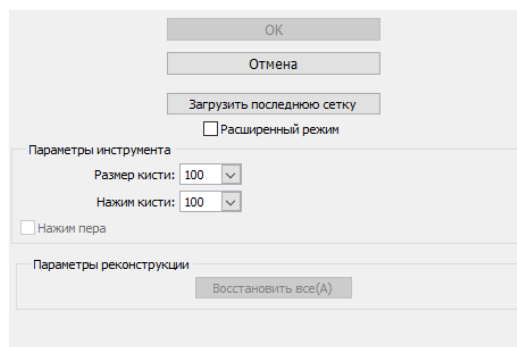 OK
Отмена
Загрузить последнюю сетку
Расширенный режим
Параметры инструмента
Размер кисти: 100
Нажим кисти: 100
Нажим пера
Параметры реконструкции
Восстановить все(A)